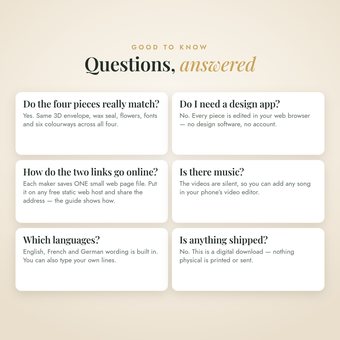 GOOD TO KNOW
Questions, answered
Do the four pieces really match?
Yes. Same 3D envelope, wax seal, flowers, fonts
and six colourways across all four.
Do I need a design app?
No. Every piece is edited in your web browser
— no design software, no account.
How do the two links go online?
Each maker saves ONE small web page file. Put
it on any free static web host and share the
address — the guide shows how.
Is there music?
The videos are silent, so you can add any song
in your phone's video editor.
Which languages?
English, French and German wording is built in.
You can also type your own lines.
Is anything shipped?
No. This is a digital download — nothing
physical is printed or sent.